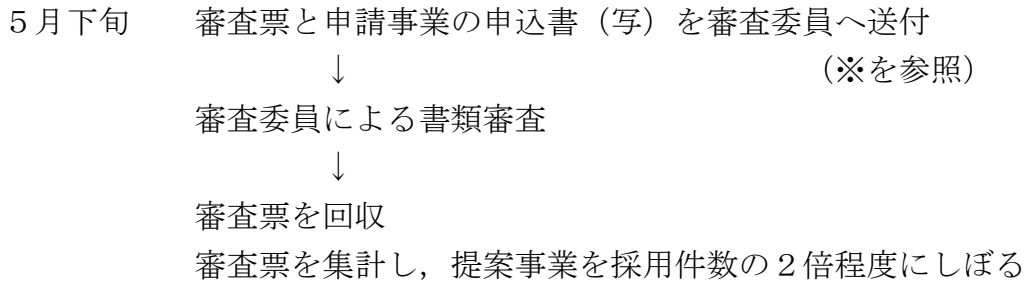 5月下旬　　審査票と申請事業の申込書（写）を審査委員へ送付
↓　　（※を参照）
審査委員による書類審査
↓
審査票を回収
審査票を集計し，提案事業を採用件数の２倍程度にしぼる